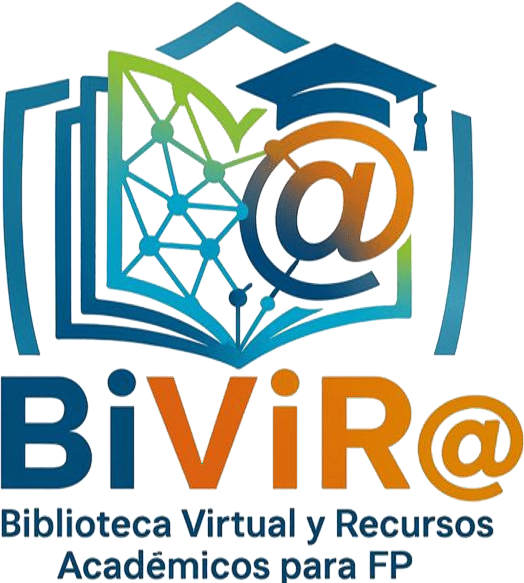 @
BiViR@
Biblioteca Virtual y Recursos
Académicos para FP